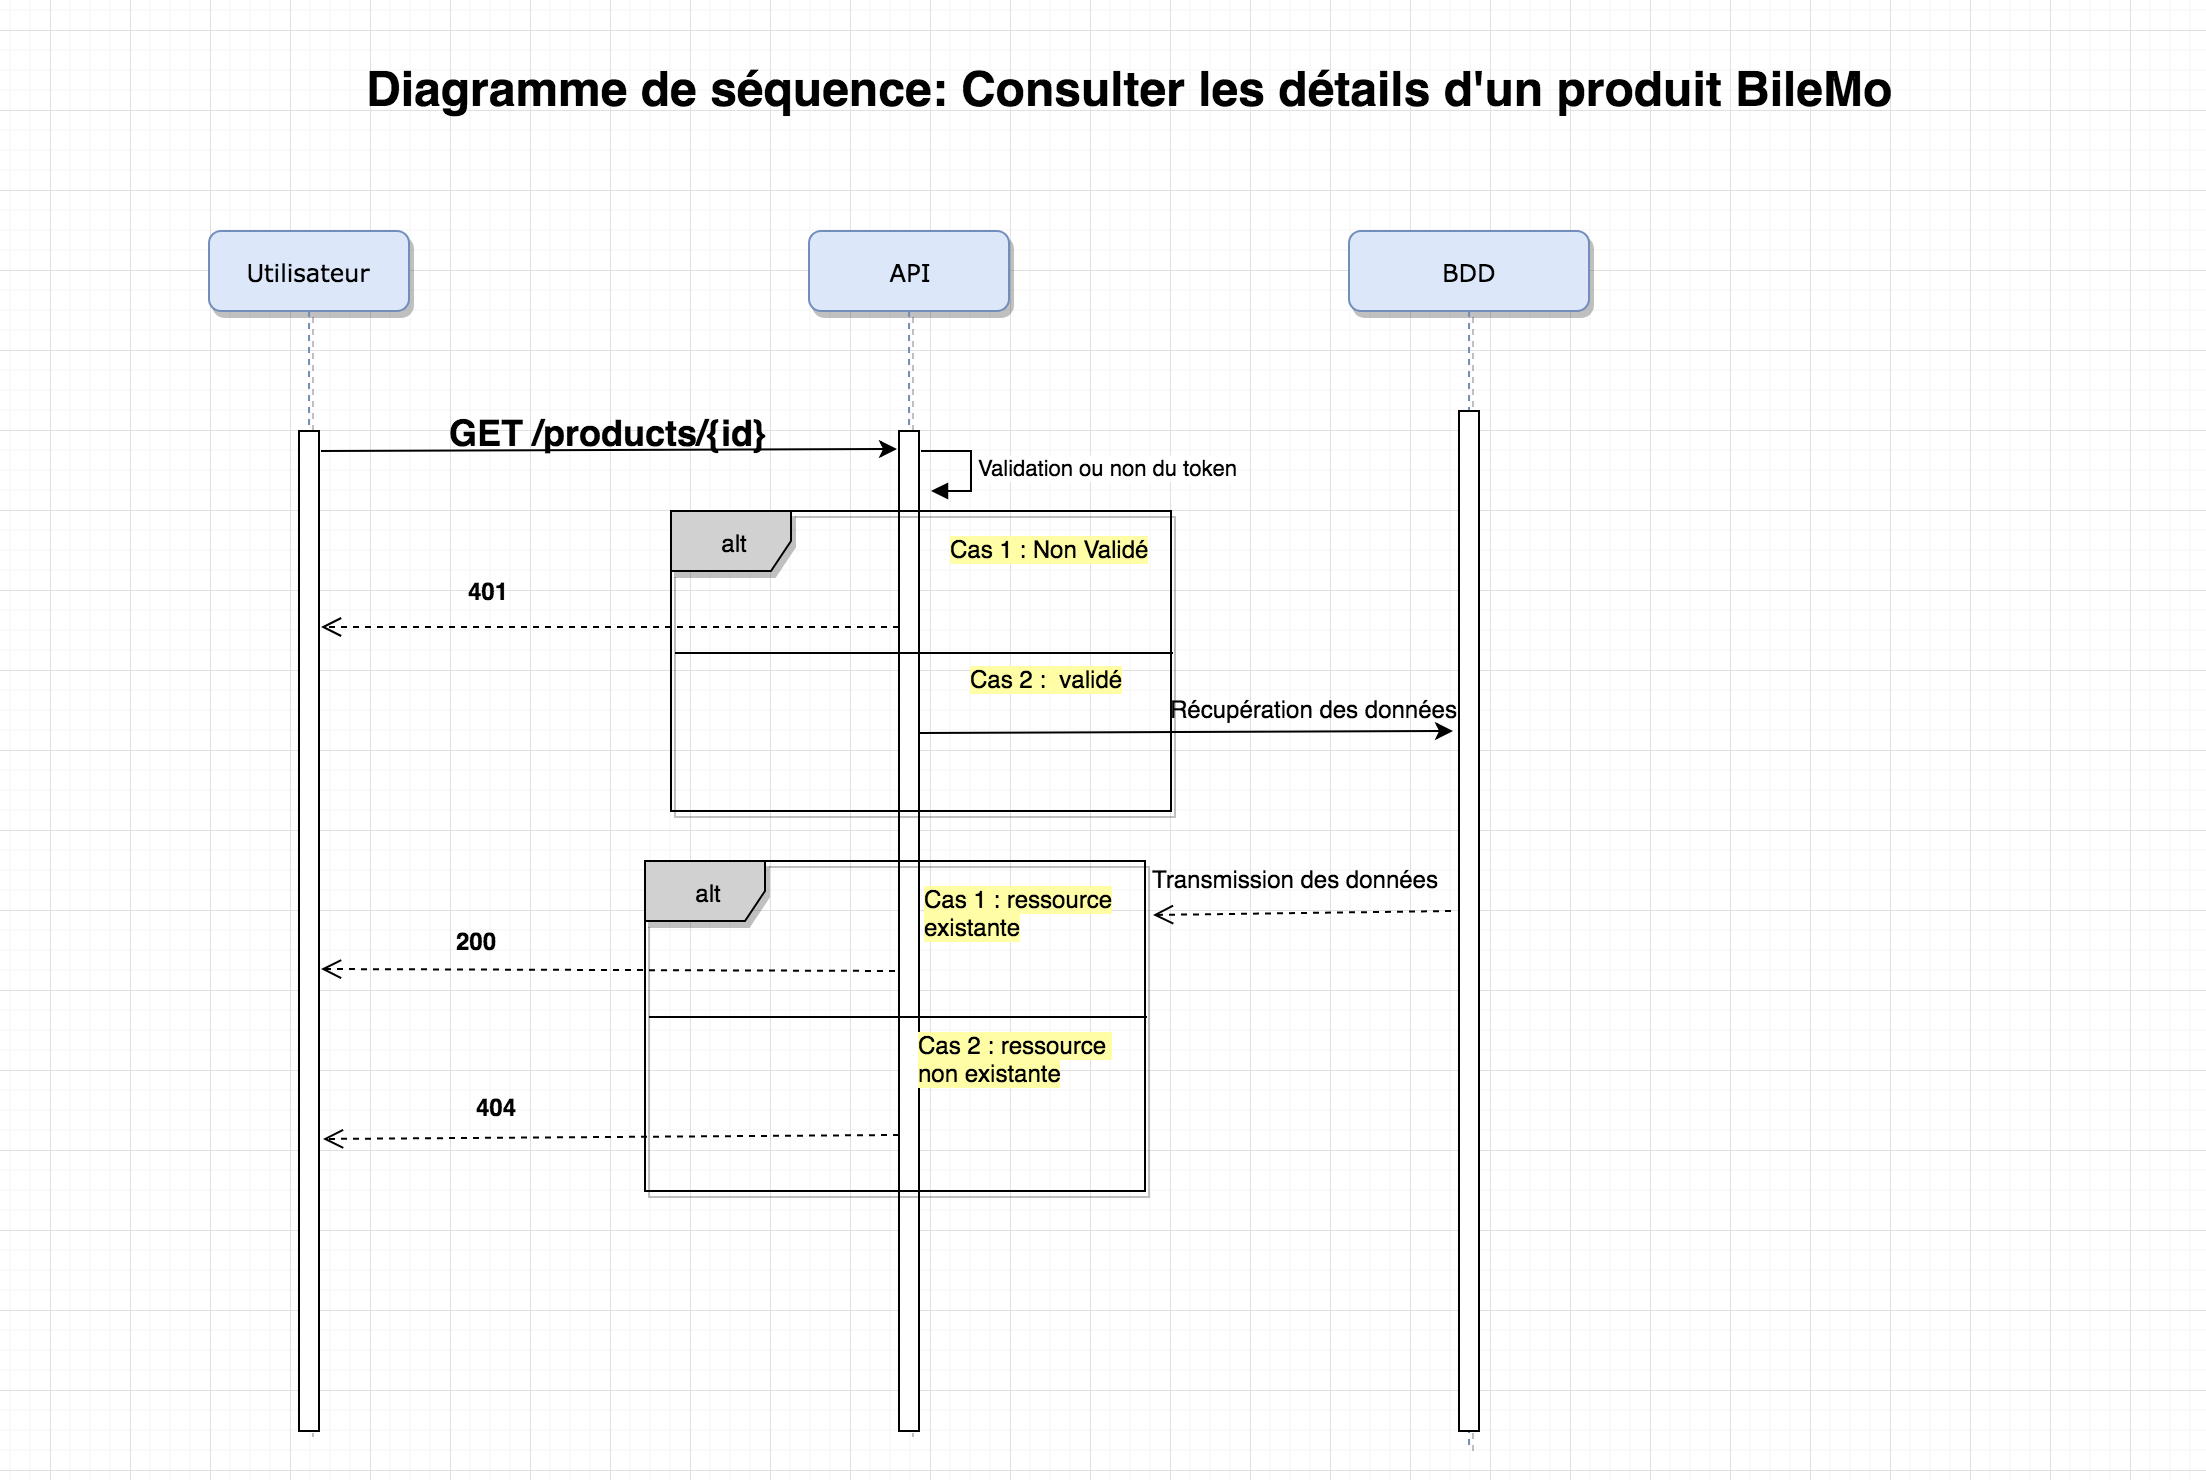 Diagramme de séquence: Consulter les détails d'un produit BileMo
Utilisateur
API
BDD
GET /products/{id}
Validation ou non du token
alt
Cas 1 : Non Validé
401
Cas 2 :  validé
Récupération des données
alt
Cas 1 : ressource
existante
Transmission des données
200
Cas 2 : ressource
non existante
404